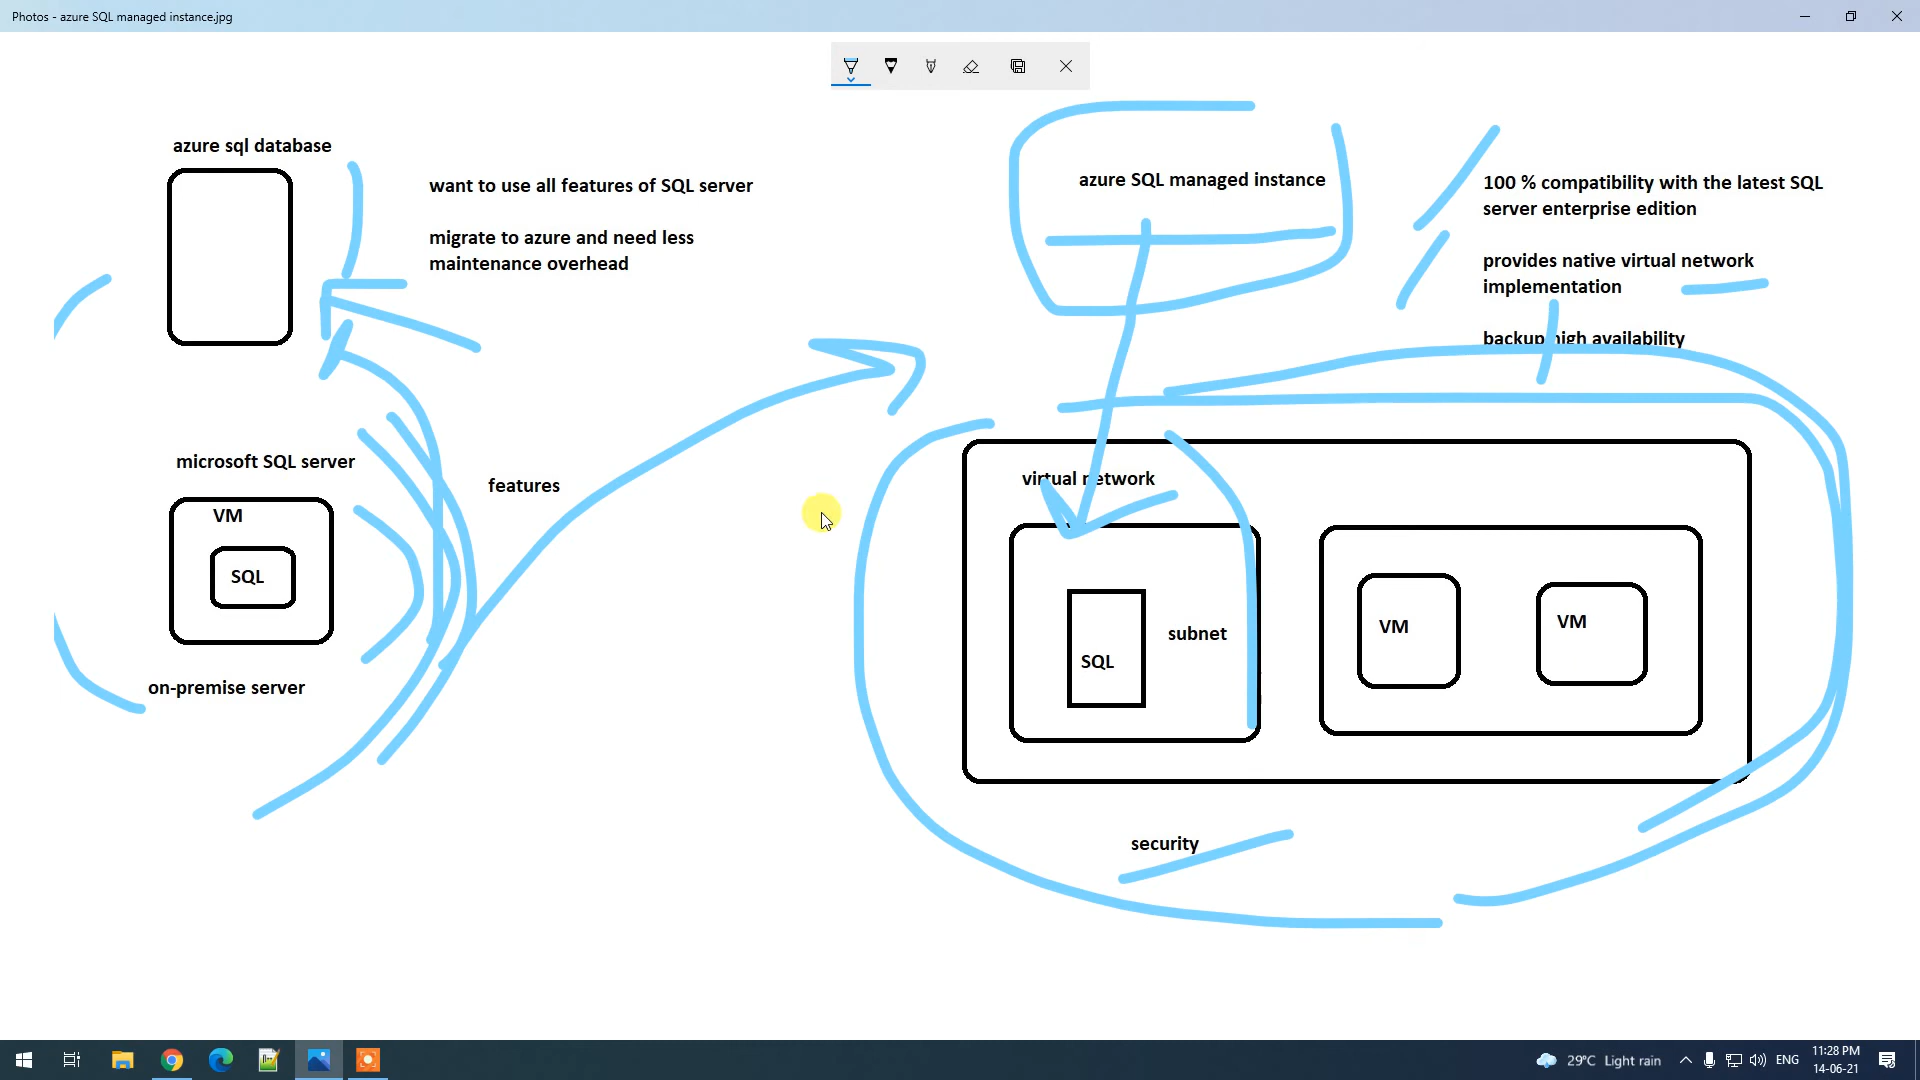 Photos - azure SQL managed instance.jpg
azure sql database
want to use all features of SQL server
migrate to azure and need less
maintenance overhead
microsoft SQL server
VM
SQL
on-premise server
features
azure SQL managed instance
100 % compatibility with the latest SQL
server enterprise edition
provides native virtual network
implementation
backup high availability
virtual network
SQL
subnet
VM
VM
security
29°C Light rain
ENG
11:28 PM
14-06-21